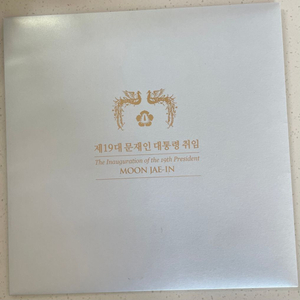 제19대 문재인 대통령 취임
The Inauguration of the 19th President
MOON JAE-IN